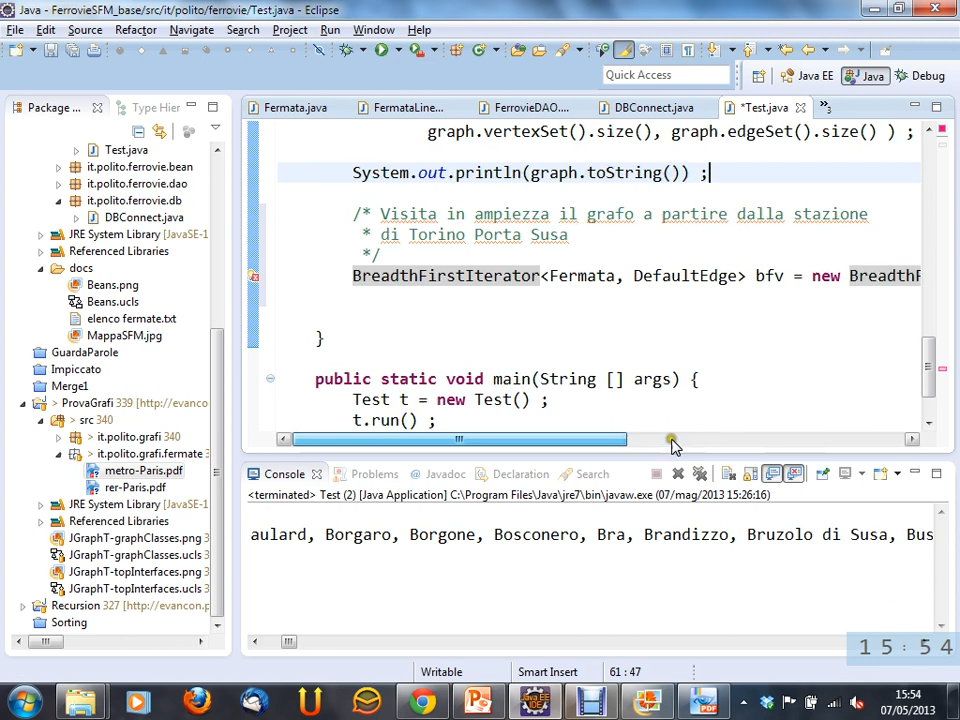 Java - FerrovieSFM_base/src/it/polito/ferrovie/Test.java - Eclipse
File Edit Source Refactor Navigate Search Project Run Window Help
Quick Access
Java EE Java Debug
Package ... Type Hier
Fermata.java FermataLine... FerrovieDAO.... DBConnect.java *Test.java »3
Test.java
it.polito.ferrovie.bean
it.polito.ferrovie.dao
it.polito.ferrovie.db
DBConnect.java
JRE System Library [JavaSE-1
Referenced Libraries
docs
Beans.png
Beans.ucls
elenco fermate.txt
MappaSFM.jpg
GuardaParole
Impiccato
Merge1
> ProvaGrafi 339 [http://evancon.
> src 340
> it.polito.grafi 340
> it.polito.grafi.fermate
metro-Paris.pdf
rer-Paris.pdf
JRE System Library [JavaSE-1
Referenced Libraries
JGraphT-graphClasses.png 3
JGraphT-graphClasses.ucls
JGraphT-topInterfaces.png
JGraphT-topInterfaces.ucls
Recursion 327 [http://evancon.p
Sorting
graph.vertexSet().size(), graph.edgeSet().size() ) ;
System.out.println(graph.toString()) ;
/* Visita in ampiezza il grafo a partire dalla stazione
* di Torino Porta Susa
*/
BreadthFirstIterator<Fermata, DefaultEdge> bfv = new BreadthF
}
public static void main(String [] args) {
Test t = new Test() ;
t.run() ;
Console Problems Javadoc Declaration Search
<terminated> Test (2) [Java Application] C:\Program Files\Java\jre7\bin\javaw.exe (07/mag/2013 15:26:16)
aulard, Borgaro, Borgone, Bosconero, Bra, Brandizzo, Bruzolo di Susa, Bus
15:54
Writable Smart Insert 61 : 47
15:54
07/05/2013